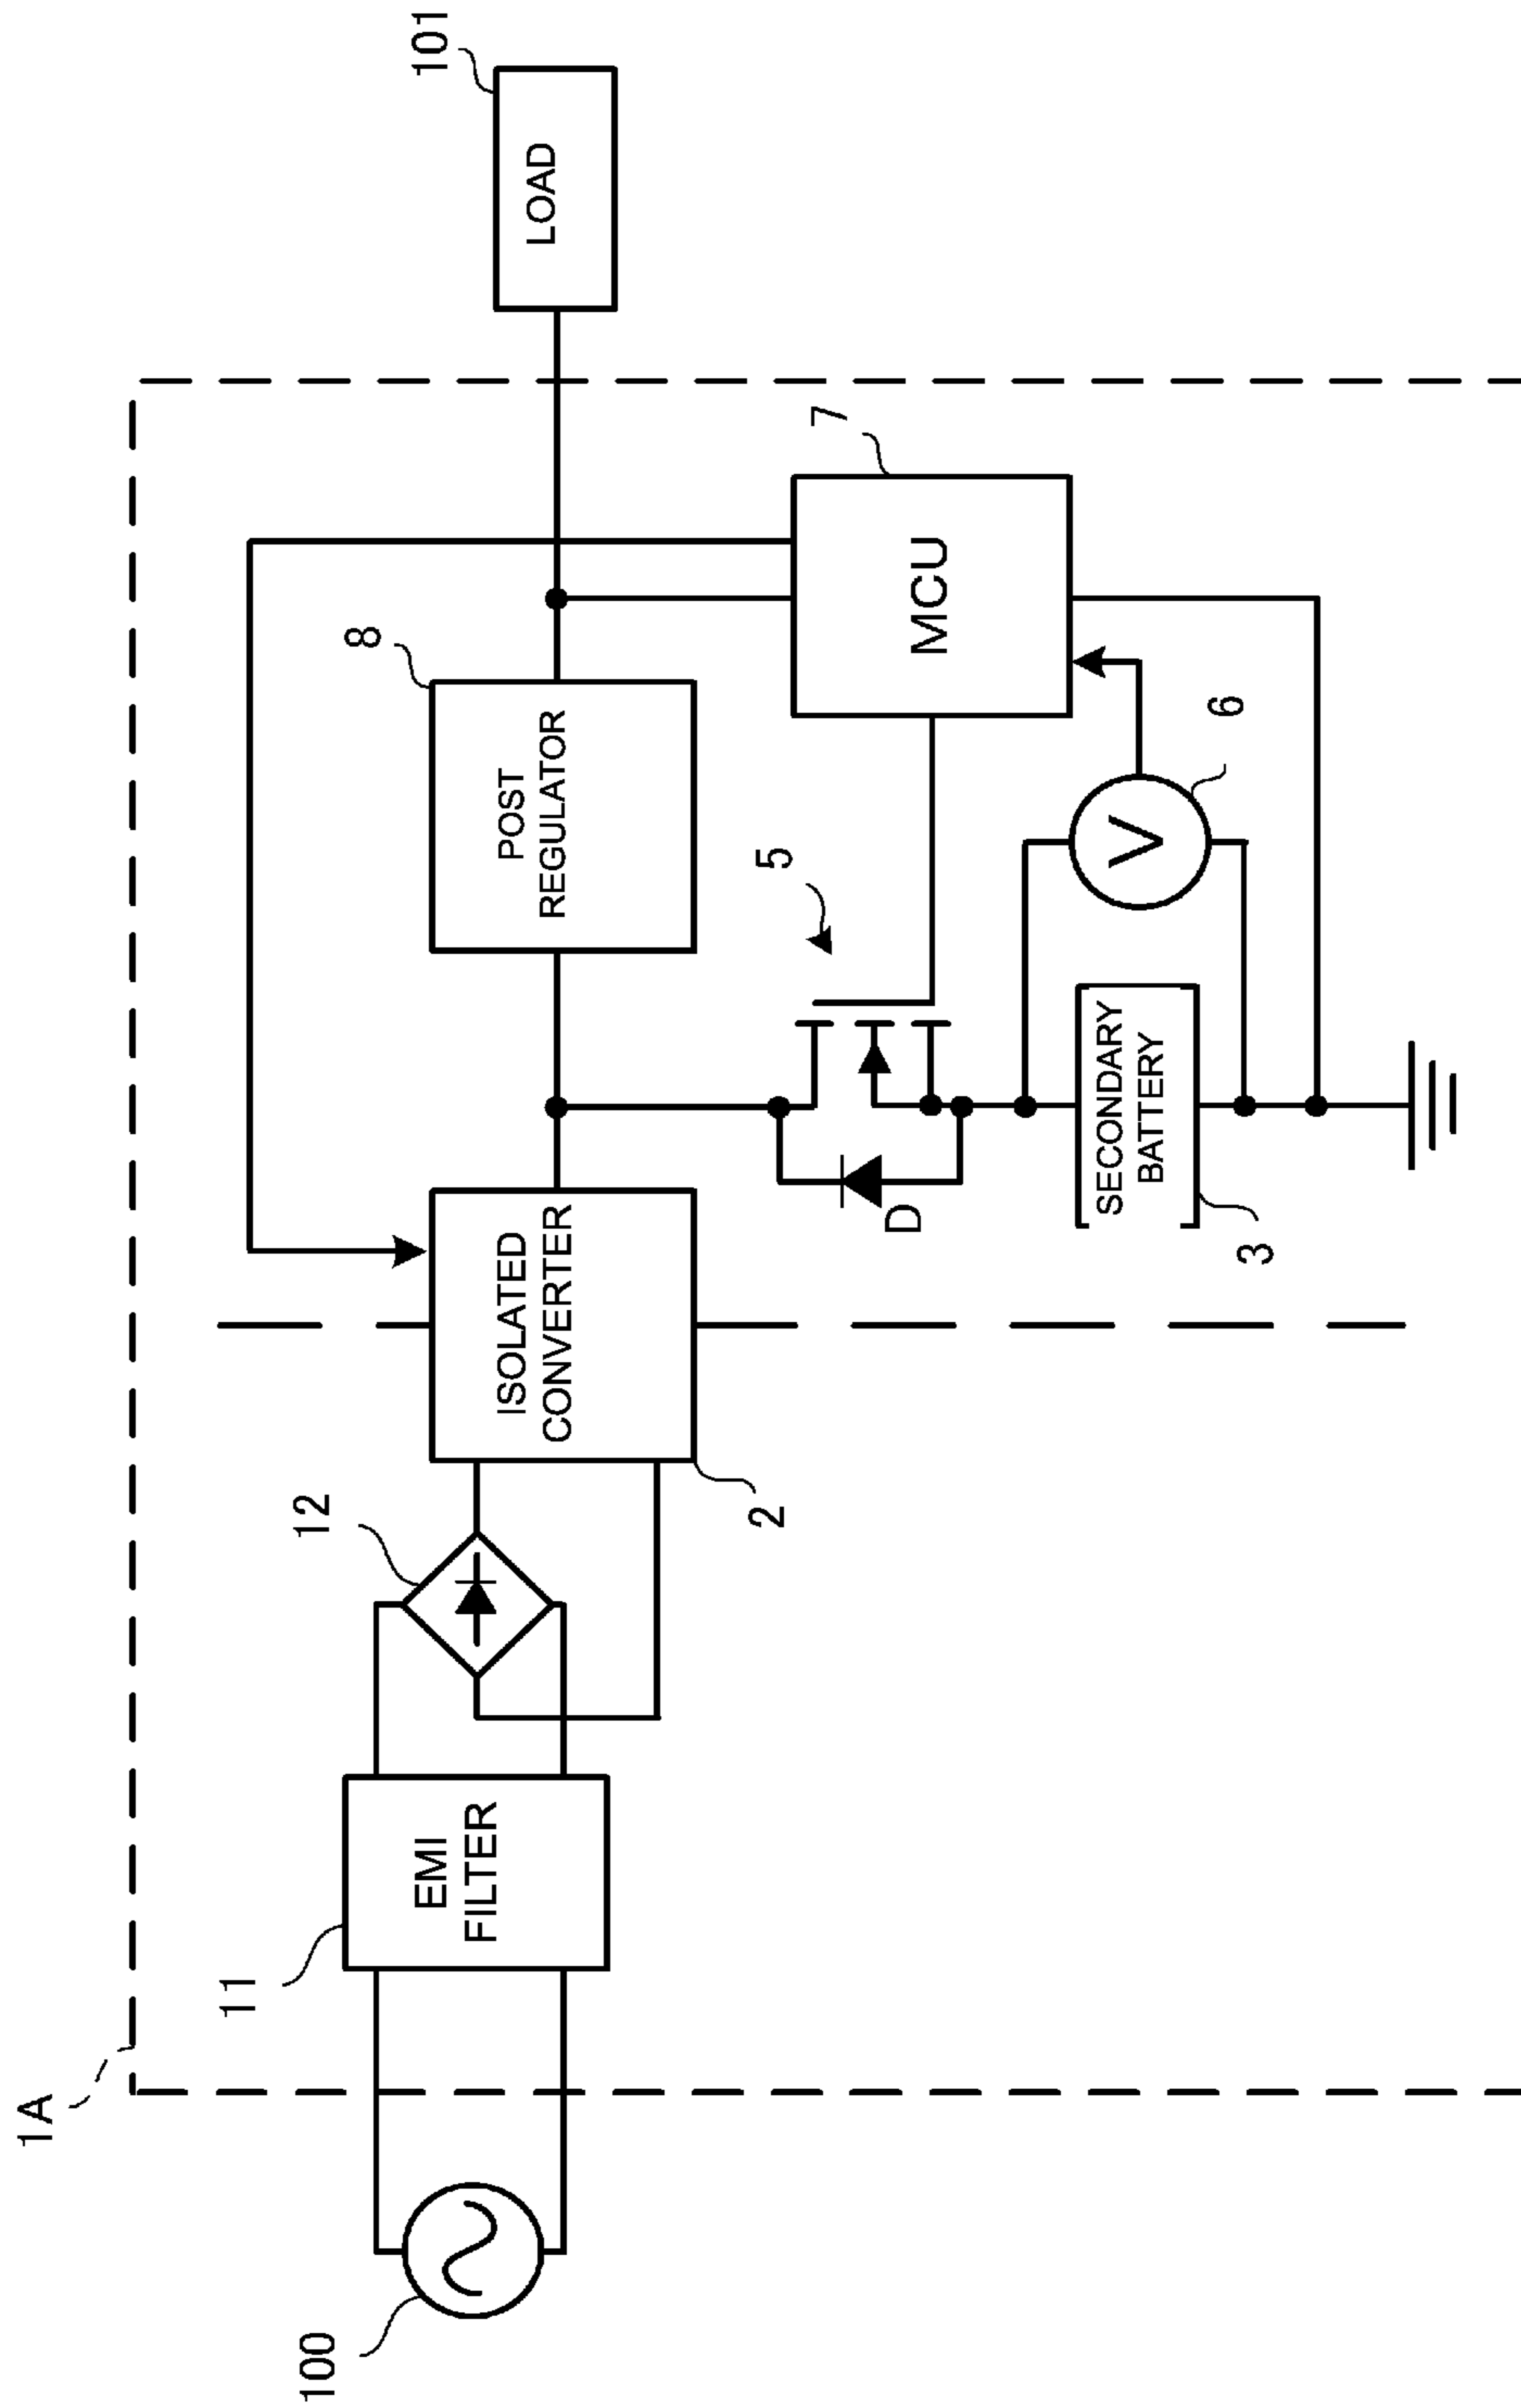 1A
100
11
EMI
FILTER
12
ISOLATED
CONVERTER
2
8
POST
REGULATOR
101
LOAD
5
D
7
MCU
6
V
SECONDARY
BATTERY
3